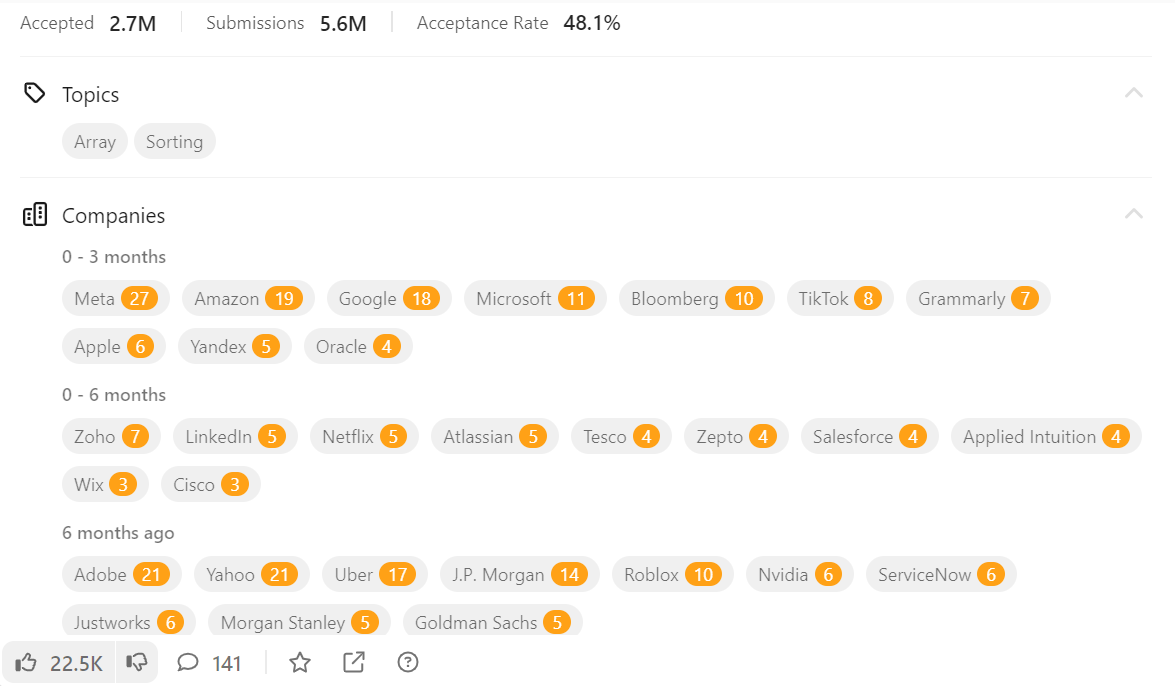 Accepted 2.7M Submissions 5.6M Acceptance Rate 48.1%
Topics
Array Sorting
Companies
0 - 3 months
Meta 27 Amazon 19 Google 18 Microsoft 11 Bloomberg 10 TikTok 8 Grammarly 7
Apple 6 Yandex 5 Oracle 4
0 - 6 months
Zoho 7 LinkedIn 5 Netflix 5 Atlassian 5 Tesco 4 Zepto 4 Salesforce 4 Applied Intuition 4
Wix 3 Cisco 3
6 months ago
Adobe 21 Yahoo 21 Uber 17 J.P. Morgan 14 Roblox 10 Nvidia 6 ServiceNow 6
Justworks 6 Morgan Stanley 5 Goldman Sachs 5
22.5K 141